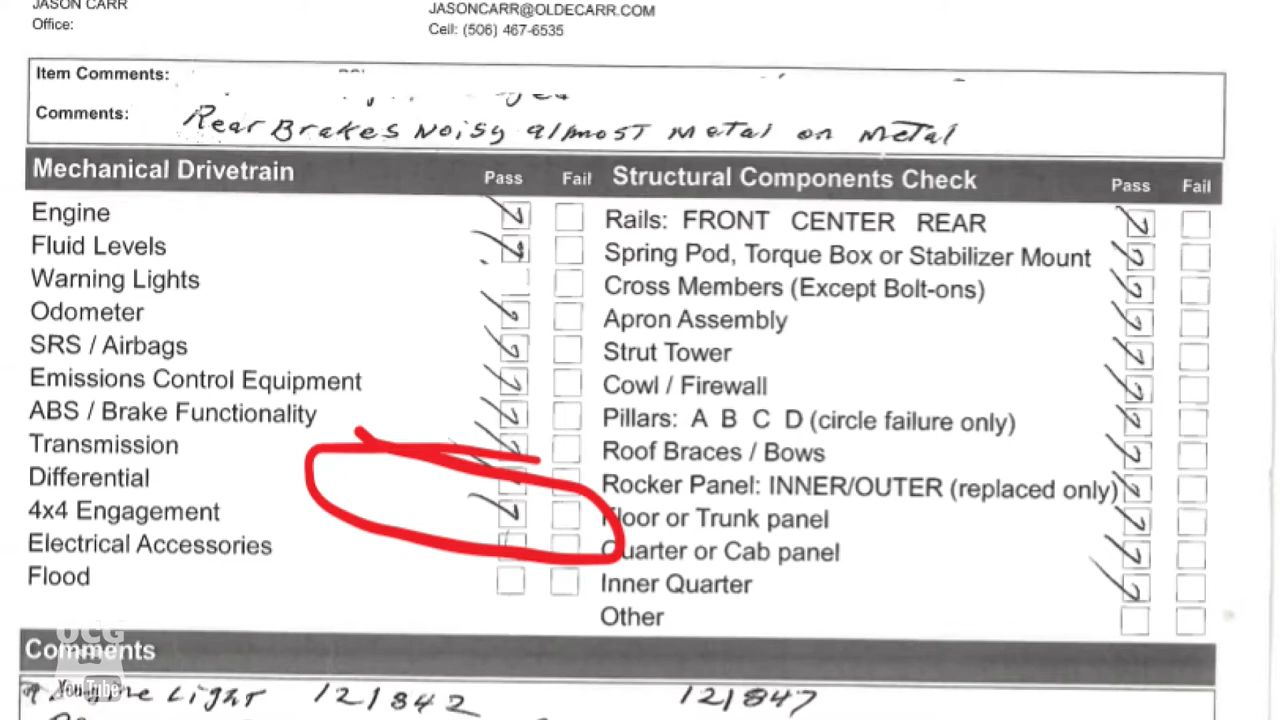 JASON CARR
JASONCARR@OLDECARR.COM
Office:
Cell: (506) 467-6535
Item Comments:
Comments: Rear Brakes Noisy almost Metal on Metal
Mechanical Drivetrain Pass Fail
Engine
Fluid Levels
Warning Lights
Odometer
SRS / Airbags
Emissions Control Equipment
ABS / Brake Functionality
Transmission
Differential
4x4 Engagement
Electrical Accessories
Flood
Structural Components Check Pass Fail
Rails: FRONT CENTER REAR
Spring Pod, Torque Box or Stabilizer Mount
Cross Members (Except Bolt-ons)
Apron Assembly
Strut Tower
Cowl / Firewall
Pillars: A B C D (circle failure only)
Roof Braces / Bows
Rocker Panel: INNER/OUTER (replaced only)
Floor or Trunk panel
Quarter or Cab panel
Inner Quarter
Other
Comments
Light 121842 121847
OCG
YouTube